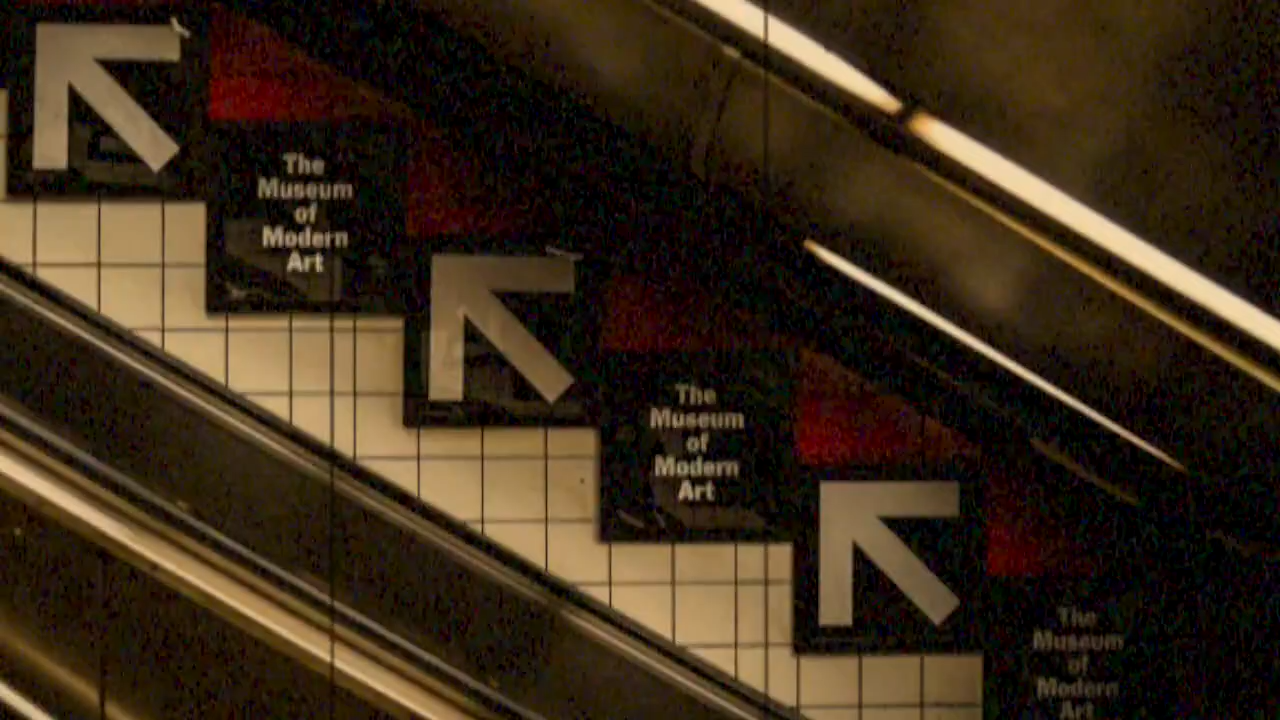 The
Museum
of
Modern
Art
The
Museum
of
Modern
Art
The
Museum
of
Modern
Art